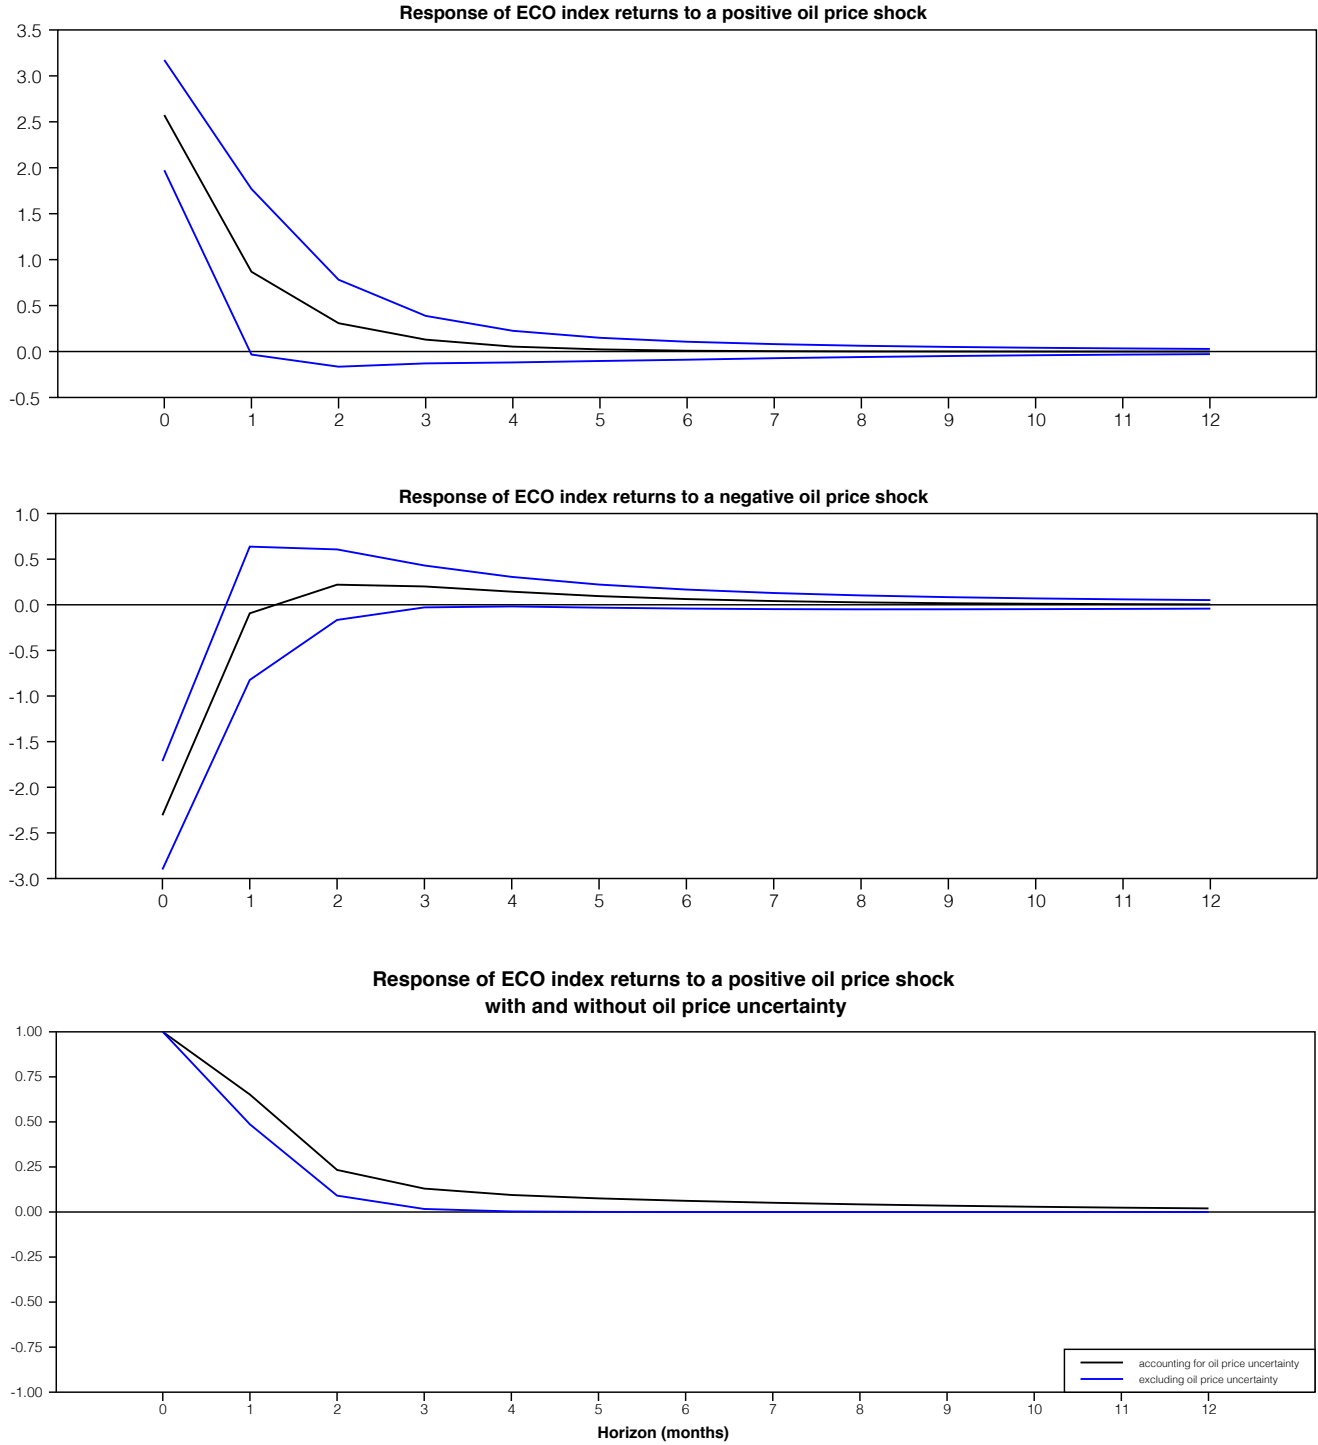 Response of ECO index returns to a positive oil price shock
3.5
3.0
2.5
2.0
1.5
1.0
0.5
0.0
-0.5
0 1 2 3 4 5 6 7 8 9 10 11 12
Response of ECO index returns to a negative oil price shock
1.0
0.5
0.0
-0.5
-1.0
-1.5
-2.0
-2.5
-3.0
0 1 2 3 4 5 6 7 8 9 10 11 12
Response of ECO index returns to a positive oil price shock
with and without oil price uncertainty
1.00
0.75
0.50
0.25
0.00
-0.25
-0.50
-0.75
-1.00
accounting for oil price uncertainty
excluding oil price uncertainty
0 1 2 3 4 5 6 7 8 9 10 11 12
Horizon (months)